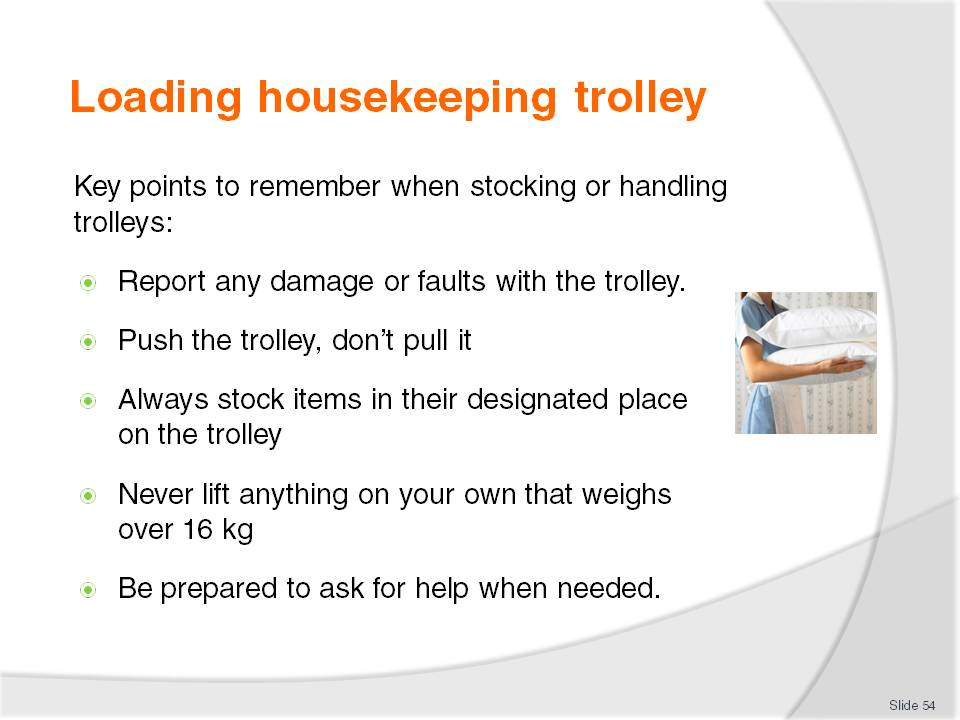 Loading housekeeping trolley
Key points to remember when stocking or handling
trolleys:
Report any damage or faults with the trolley.
Push the trolley, don’t pull it
Always stock items in their designated place
on the trolley
Never lift anything on your own that weighs
over 16 kg
Be prepared to ask for help when needed.
Slide 54